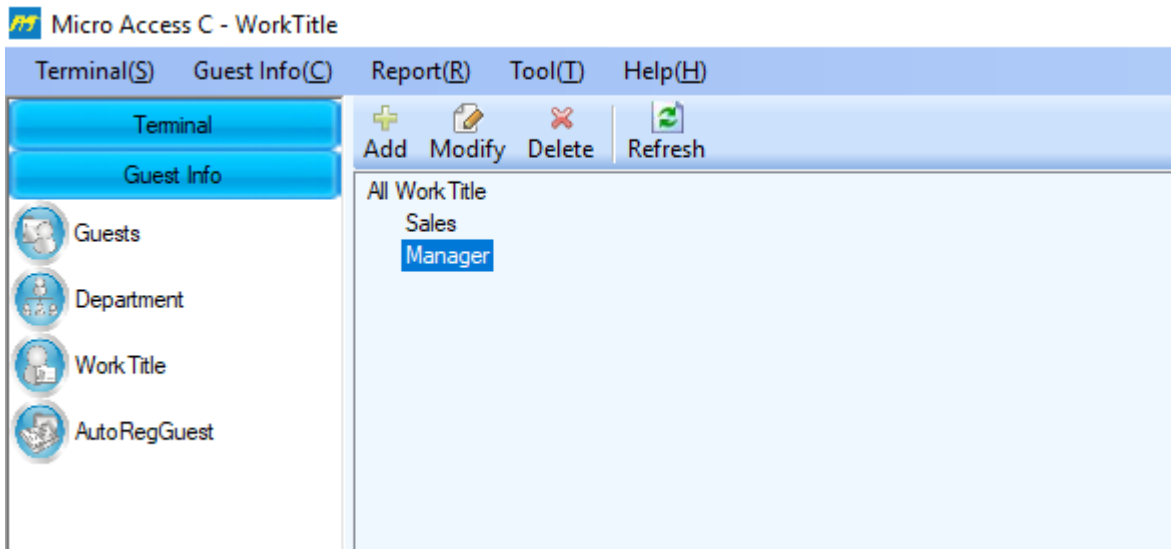 Micro Access C - WorkTitle
Terminal(S) Guest Info(C) Report(R) Tool(T) Help(H)
Terminal
Guest Info
Guests
Department
WorkTitle
AutoRegGuest
Add Modify Delete Refresh
All WorkTitle
Sales
Manager